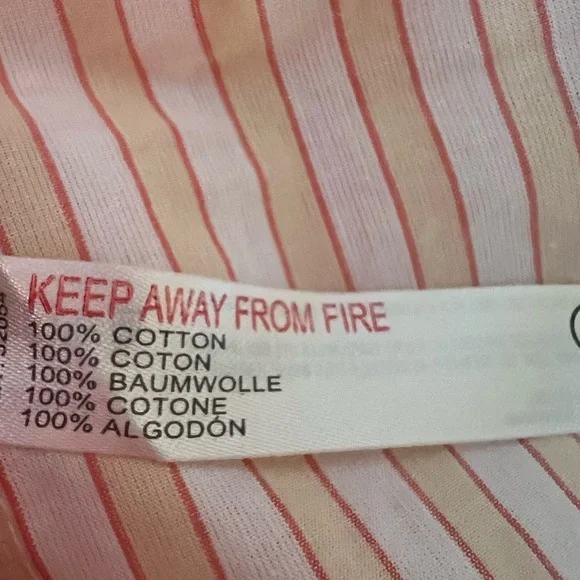 KEEP AWAY FROM FIRE
100% COTTON
100% COTON
100% BAUMWOLLE
100% COTONE
100% ALGODÓN